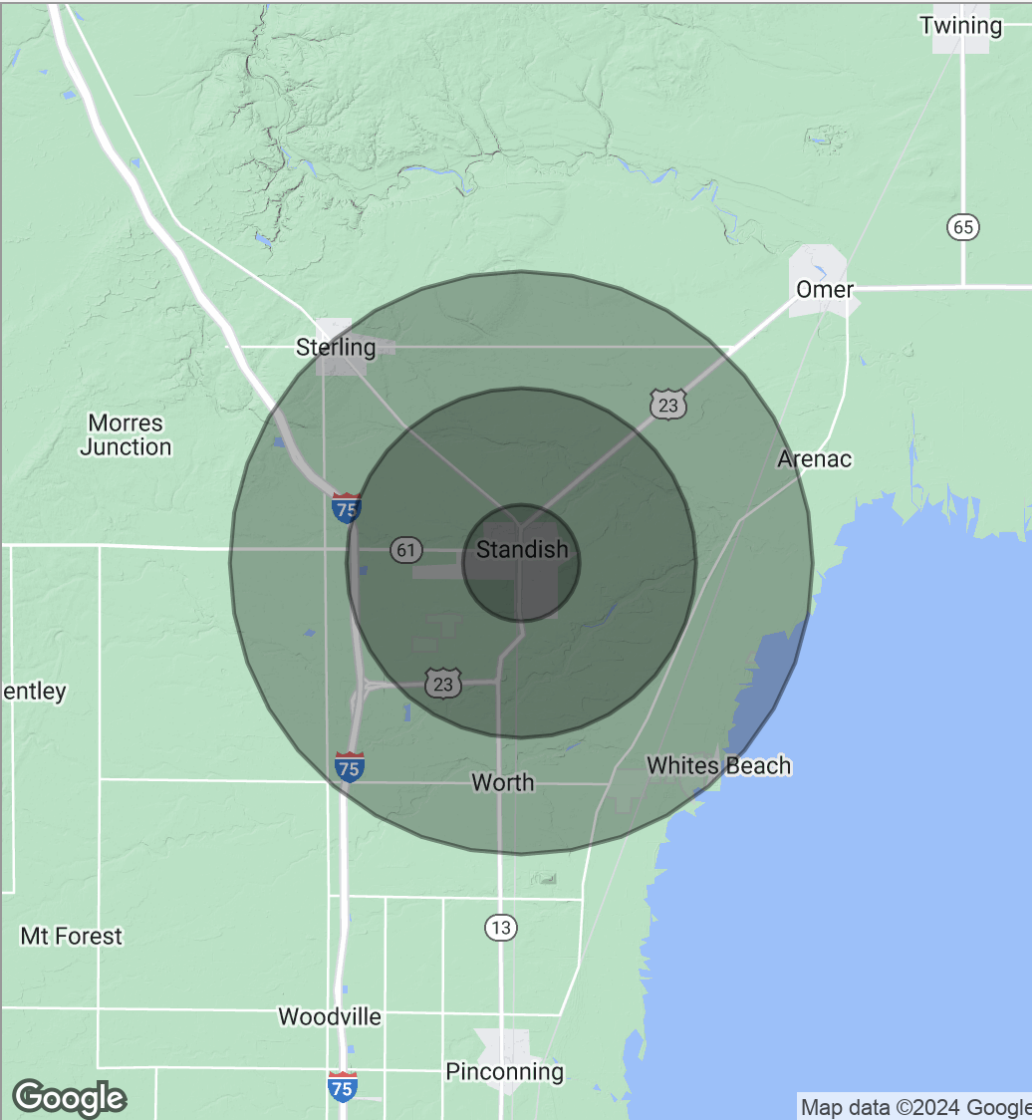 Twining
65
Omer
Sterling
23
Morres
Junction
Arenac
75
61
Standish
entley
23
75
Whites Beach
Worth
13
Mt Forest
Woodville
Pinconning
75
Google
Map data ©2024 Google